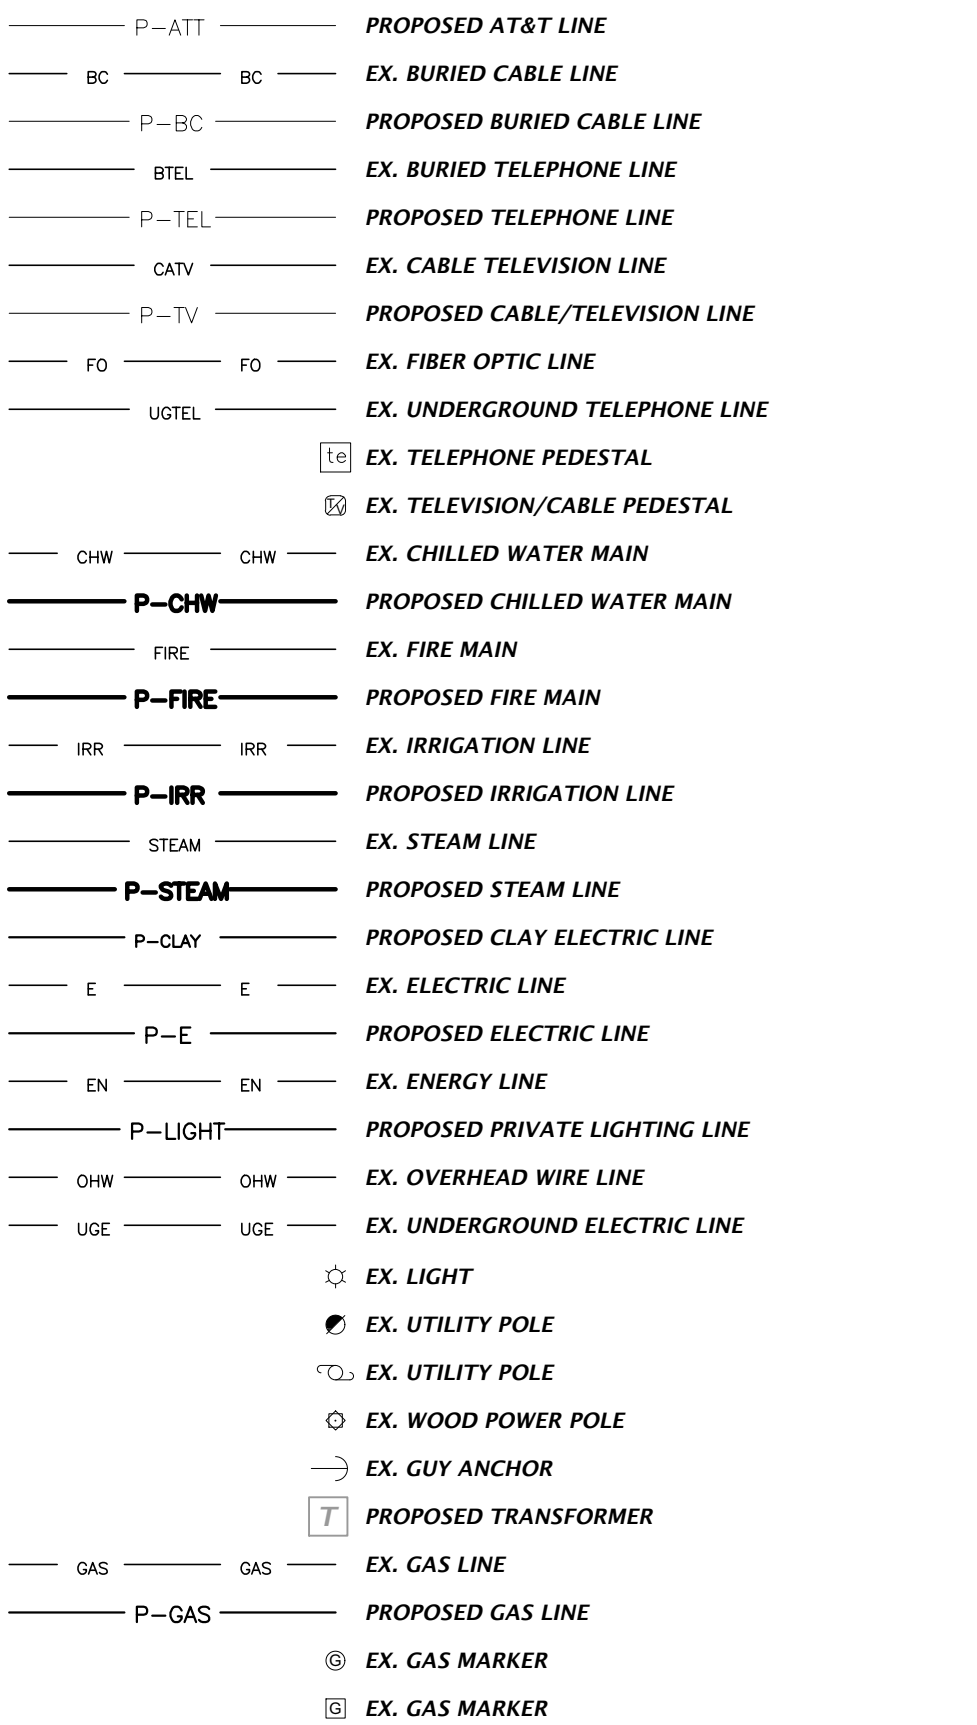 P-ATT PROPOSED AT&T LINE
BC BC EX. BURIED CABLE LINE
P-BC PROPOSED BURIED CABLE LINE
BTEL EX. BURIED TELEPHONE LINE
P-TEL PROPOSED TELEPHONE LINE
CATV EX. CABLE TELEVISION LINE
P-TV PROPOSED CABLE/TELEVISION LINE
FO FO EX. FIBER OPTIC LINE
UGTEL EX. UNDERGROUND TELEPHONE LINE
te EX. TELEPHONE PEDESTAL
TV EX. TELEVISION/CABLE PEDESTAL
CHW CHW EX. CHILLED WATER MAIN
P-CHW PROPOSED CHILLED WATER MAIN
FIRE EX. FIRE MAIN
P-FIRE PROPOSED FIRE MAIN
IRR IRR EX. IRRIGATION LINE
P-IRR PROPOSED IRRIGATION LINE
STEAM EX. STEAM LINE
P-STEAM PROPOSED STEAM LINE
P-CLAY PROPOSED CLAY ELECTRIC LINE
E E EX. ELECTRIC LINE
P-E PROPOSED ELECTRIC LINE
EN EN EX. ENERGY LINE
P-LIGHT PROPOSED PRIVATE LIGHTING LINE
OHW OHW EX. OVERHEAD WIRE LINE
UGE UGE EX. UNDERGROUND ELECTRIC LINE
EX. LIGHT
EX. UTILITY POLE
EX. UTILITY POLE
EX. WOOD POWER POLE
EX. GUY ANCHOR
T PROPOSED TRANSFORMER
GAS GAS EX. GAS LINE
P-GAS PROPOSED GAS LINE
G EX. GAS MARKER
G EX. GAS MARKER